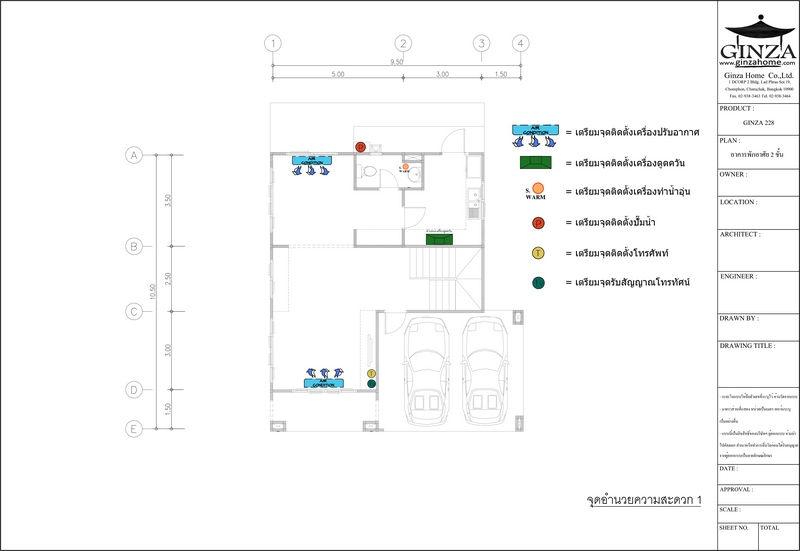 1
2
3
4
9.50
5.00
3.00
1.50
A
B
C
D
E
3.50
2.50
10.50
3.00
1.50
AIR
CONDITION
P
WARM
AIR
CONDITION
T
AIR
CONDITION
= เตรียมจุดติดตั้งเครื่องปรับอากาศ
= เตรียมจุดติดตั้งเครื่องดูดควัน
S.
WARM
= เตรียมจุดติดตั้งเครื่องทำน้ำอุ่น
P
= เตรียมจุดติดตั้งปั๊มน้ำ
T
= เตรียมจุดติดตั้งโทรศัพท์
= เตรียมจุดรับสัญญาณโทรทัศน์
จุดอำนวยความสะดวก 1
GINZA
www.ginzahome.com
Ginza Home Co.,Ltd.
1 DCORP 2 Bldg, Lad Phrao Soi 19,
Chomphon, Chatuchak, Bangkok 10900
Fax. 02-938-3463 Tel. 02-938-3464
PRODUCT :
GINZA 228
PLAN :
อาคารพักอาศัย 2 ชั้น
OWNER :
LOCATION :
ARCHITECT :
ENGINEER :
DRAWN BY :
DRAWING TITLE :
DATE :
APPROVAL :
SCALE :
SHEET NO.
TOTAL